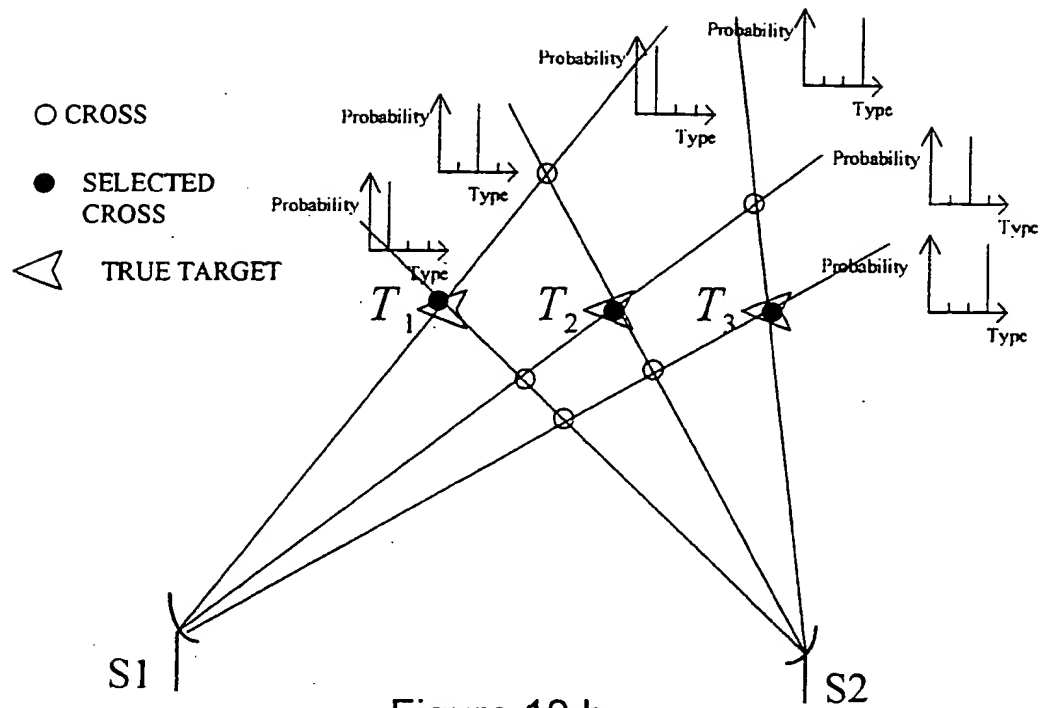 CROSS
SELECTED
CROSS
TRUE TARGET
Probability
Type
Probability
Type
Probability
Type
Probability
Type
Probability
Type
Probability
Type
T1
T2
T3
S1
S2